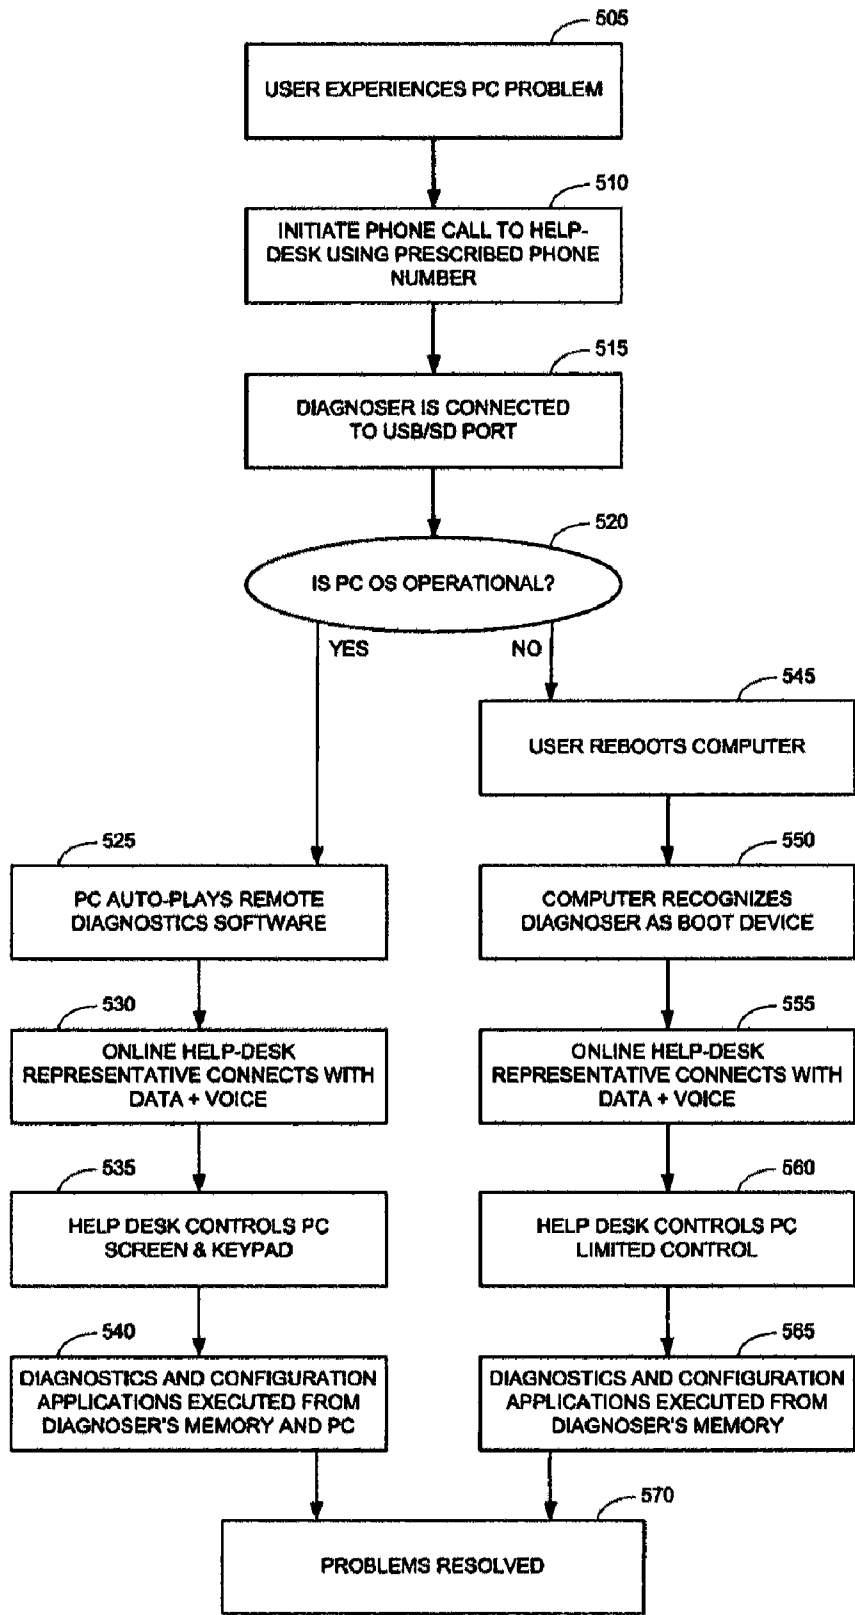 505
USER EXPERIENCES PC PROBLEM
510
INITIATE PHONE CALL TO HELP-
DESK USING PRESCRIBED PHONE
NUMBER
515
DIAGNOSER IS CONNECTED
TO USB/SD PORT
520
IS PC OS OPERATIONAL?
YES
NO
545
USER REBOOTS COMPUTER
525
PC AUTO-PLAYS REMOTE
DIAGNOSTICS SOFTWARE
550
COMPUTER RECOGNIZES
DIAGNOSER AS BOOT DEVICE
530
ONLINE HELP-DESK
REPRESENTATIVE CONNECTS WITH
DATA + VOICE
555
ONLINE HELP-DESK
REPRESENTATIVE CONNECTS WITH
DATA + VOICE
535
HELP DESK CONTROLS PC
SCREEN & KEYPAD
560
HELP DESK CONTROLS PC
LIMITED CONTROL
540
DIAGNOSTICS AND CONFIGURATION
APPLICATIONS EXECUTED FROM
DIAGNOSER'S MEMORY AND PC
565
DIAGNOSTICS AND CONFIGURATION
APPLICATIONS EXECUTED FROM
DIAGNOSER'S MEMORY
570
PROBLEMS RESOLVED